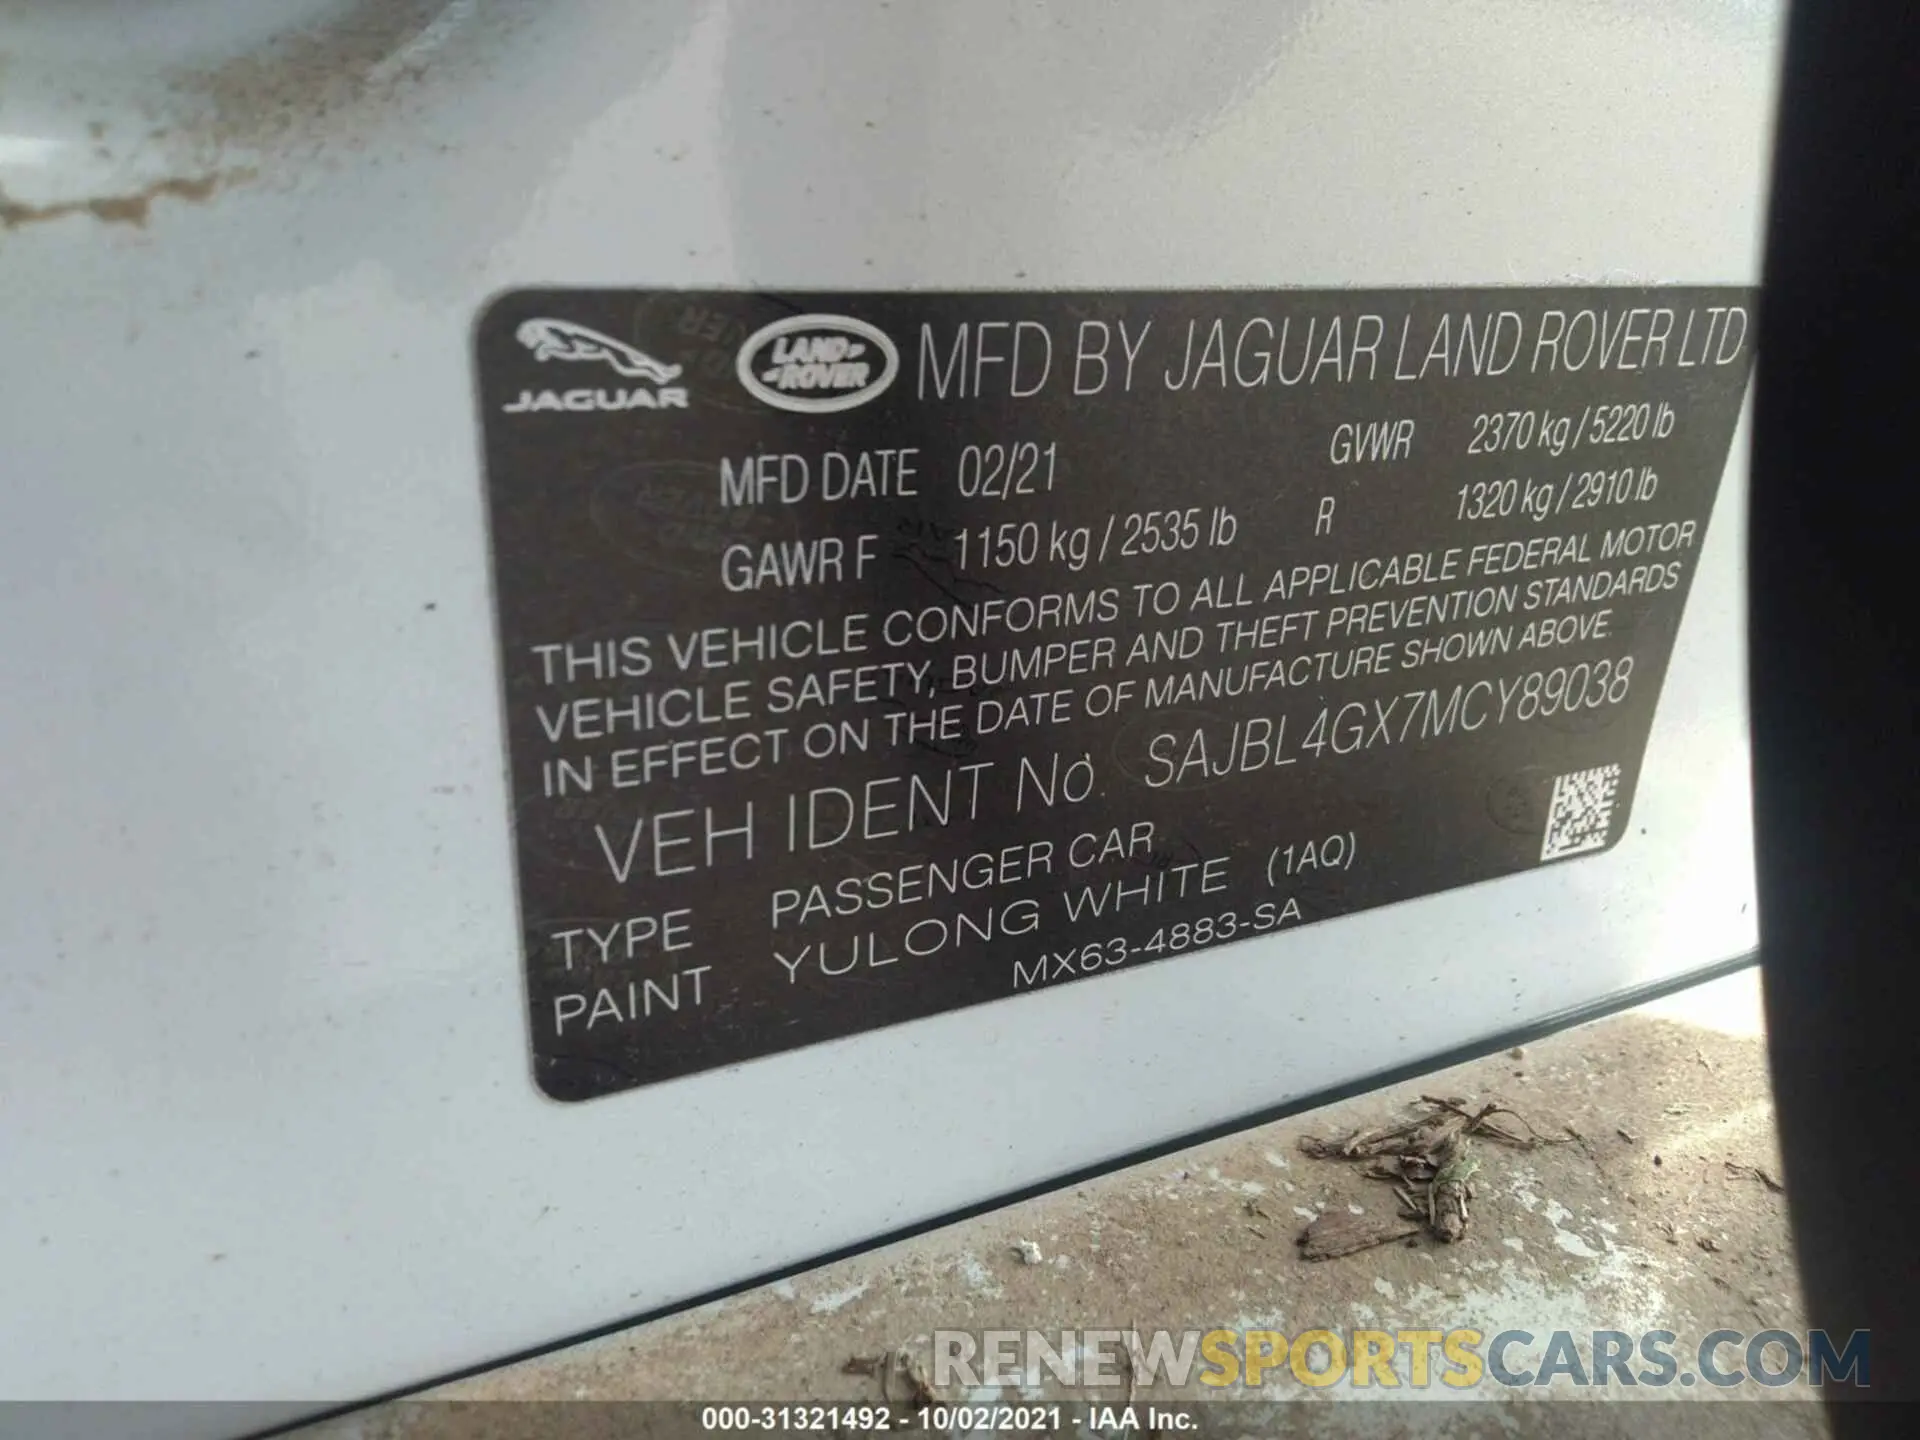 JAGUAR
LAND ROVER
MFD BY JAGUAR LAND ROVER LTD
MFD DATE 02/21 GVWR 2370 kg / 5220 lb
GAWR F 1150 kg / 2535 lb R 1320 kg / 2910 lb
THIS VEHICLE CONFORMS TO ALL APPLICABLE FEDERAL MOTOR
VEHICLE SAFETY, BUMPER AND THEFT PREVENTION STANDARDS
IN EFFECT ON THE DATE OF MANUFACTURE SHOWN ABOVE.
VEH IDENT No. SAJBL4GX7MCY89038
TYPE PASSENGER CAR
PAINT YULONG WHITE (1AQ)
MX63-4883-SA
RENEWSPORTSCARS.COM
000-31321492 - 10/02/2021 - IAA Inc.